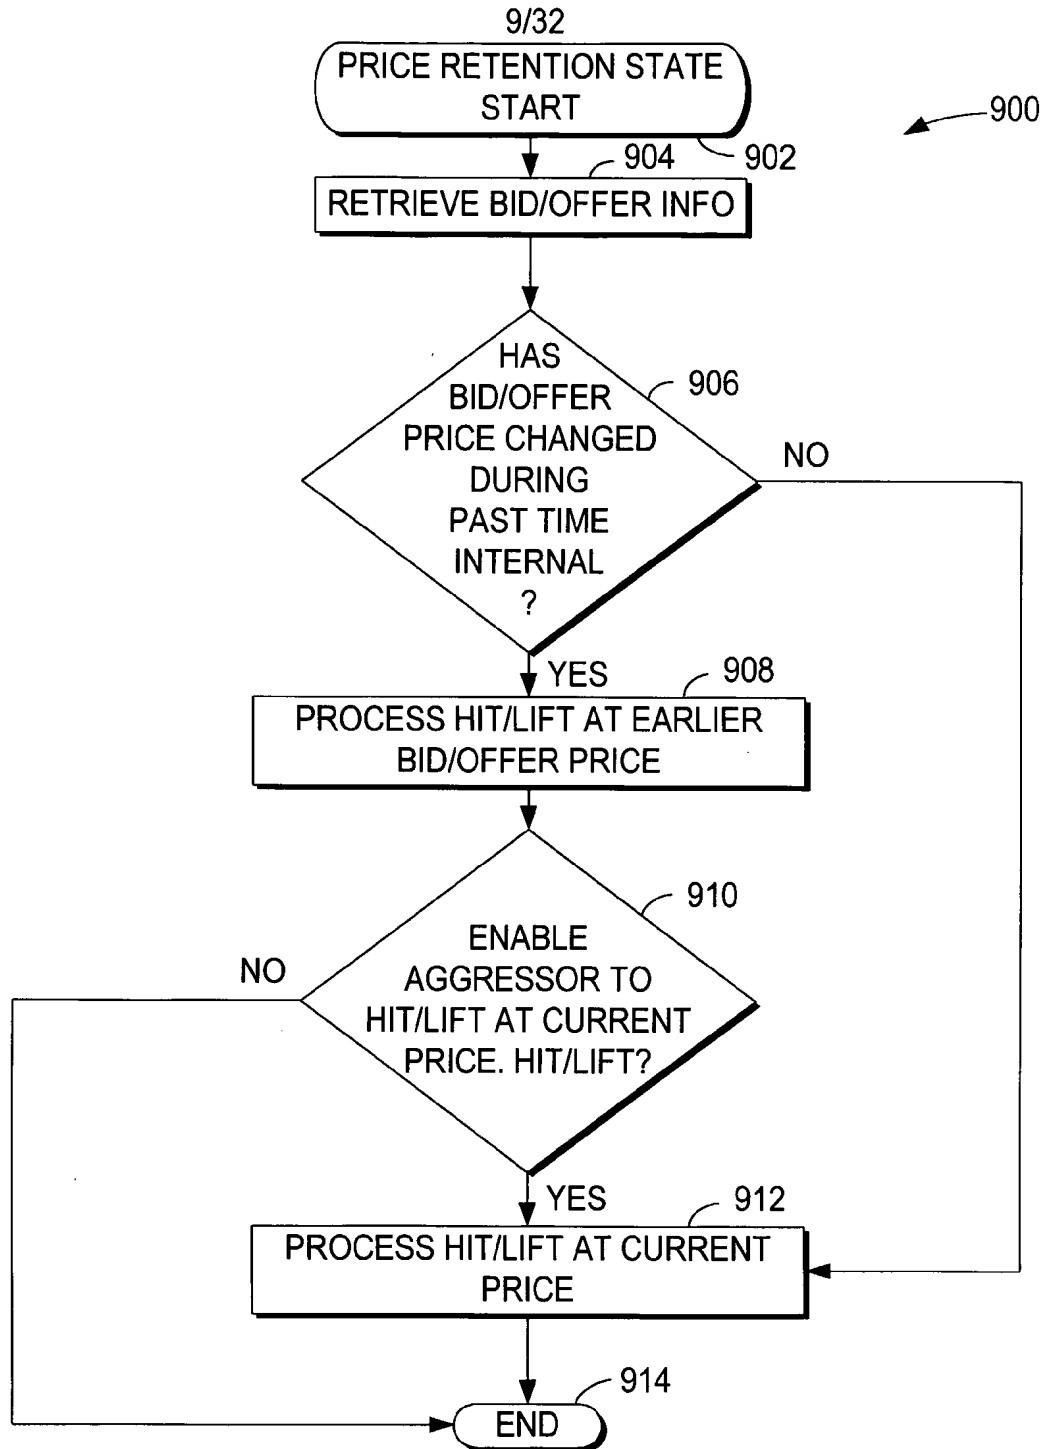 9/32
PRICE RETENTION STATE
START
900
902
904
RETRIEVE BID/OFFER INFO
HAS
BID/OFFER
PRICE CHANGED
DURING
PAST TIME
INTERNAL
?
906
NO
YES
908
PROCESS HIT/LIFT AT EARLIER
BID/OFFER PRICE
910
ENABLE
AGGRESSOR TO
HIT/LIFT AT CURRENT
PRICE. HIT/LIFT?
NO
YES
912
PROCESS HIT/LIFT AT CURRENT
PRICE
914
END